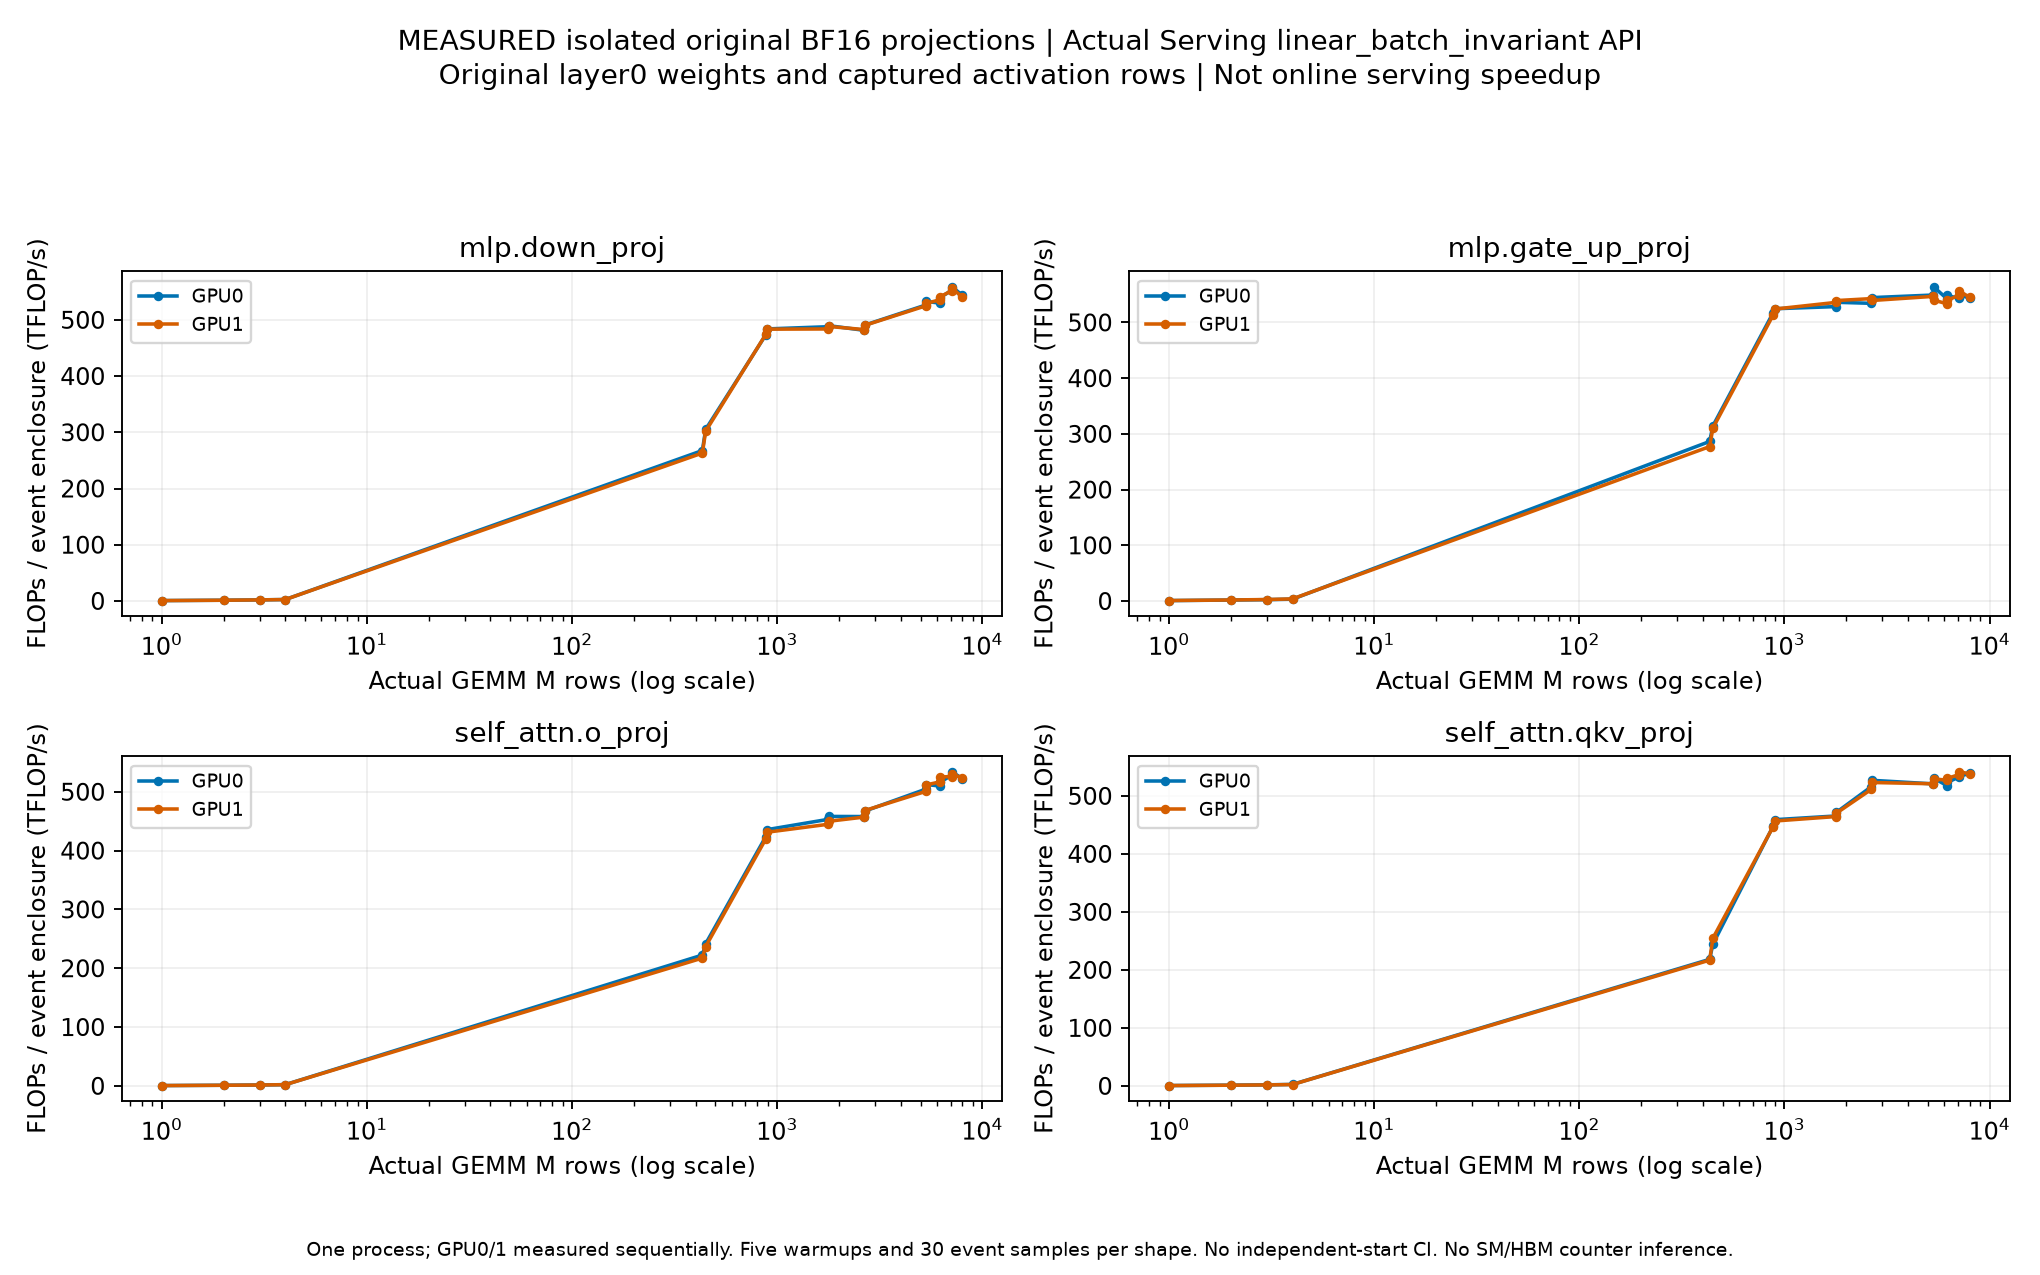 MEASURED isolated original BF16 projections | Actual Serving linear_batch_invariant API
Original layer0 weights and captured activation rows | Not online serving speedup
mlp.down_proj
FLOPs / event enclosure (TFLOP/s)
500
400
300
200
100
0
GPU0
GPU1
10⁰ 10¹ 10² 10³ 10⁴
Actual GEMM M rows (log scale)
mlp.gate_up_proj
FLOPs / event enclosure (TFLOP/s)
500
400
300
200
100
0
GPU0
GPU1
10⁰ 10¹ 10² 10³ 10⁴
Actual GEMM M rows (log scale)
self_attn.o_proj
FLOPs / event enclosure (TFLOP/s)
500
400
300
200
100
0
GPU0
GPU1
10⁰ 10¹ 10² 10³ 10⁴
Actual GEMM M rows (log scale)
self_attn.qkv_proj
FLOPs / event enclosure (TFLOP/s)
500
400
300
200
100
0
GPU0
GPU1
10⁰ 10¹ 10² 10³ 10⁴
Actual GEMM M rows (log scale)
One process; GPU0/1 measured sequentially. Five warmups and 30 event samples per shape. No independent-start CI. No SM/HBM counter inference.